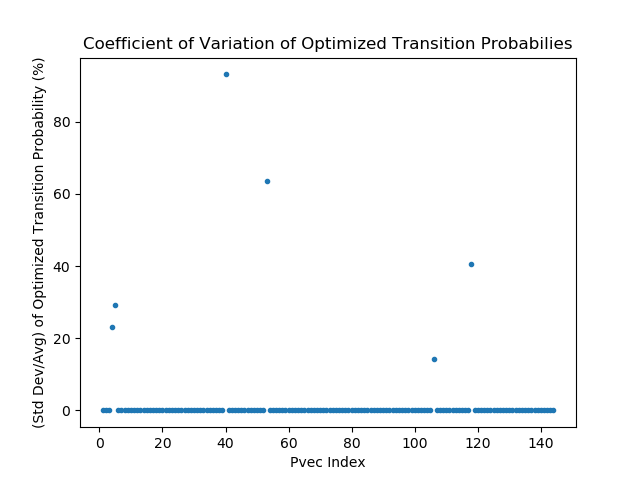 Coefficient of Variation of Optimized Transition Probabilies
(Std Dev/Avg) of Optimized Transition Probability (%)
80
60
40
20
0
0 20 40 60 80 100 120 140
Pvec Index